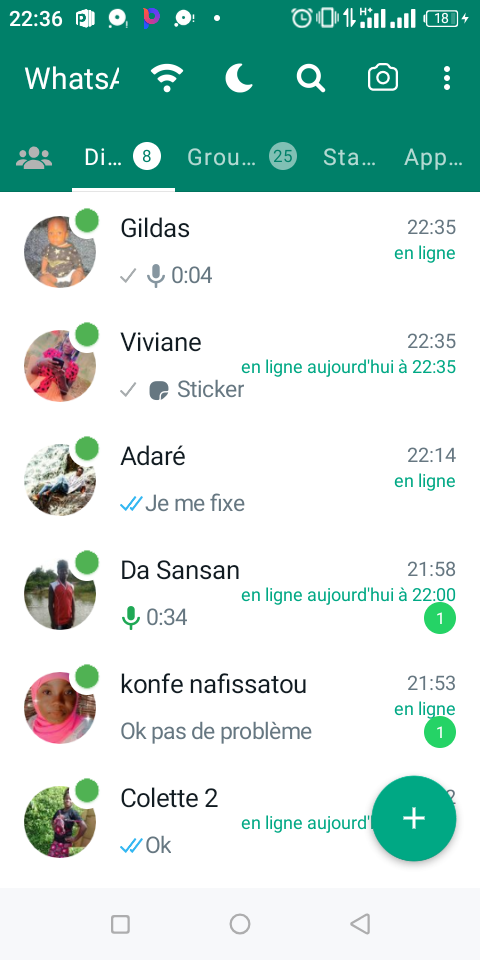 22:36 H+ 18
WhatsA
Di... 8 Grou... 25 Sta... App...
Gildas 22:35
en ligne
0:04
Viviane 22:35
en ligne aujourd'hui à 22:35
Sticker
Adaré 22:14
en ligne
Je me fixe
Da Sansan 21:58
en ligne aujourd'hui à 22:00
0:34 1
konfe nafissatou 21:53
en ligne
Ok pas de problème 1
Colette 2 2
en ligne aujourd'
Ok